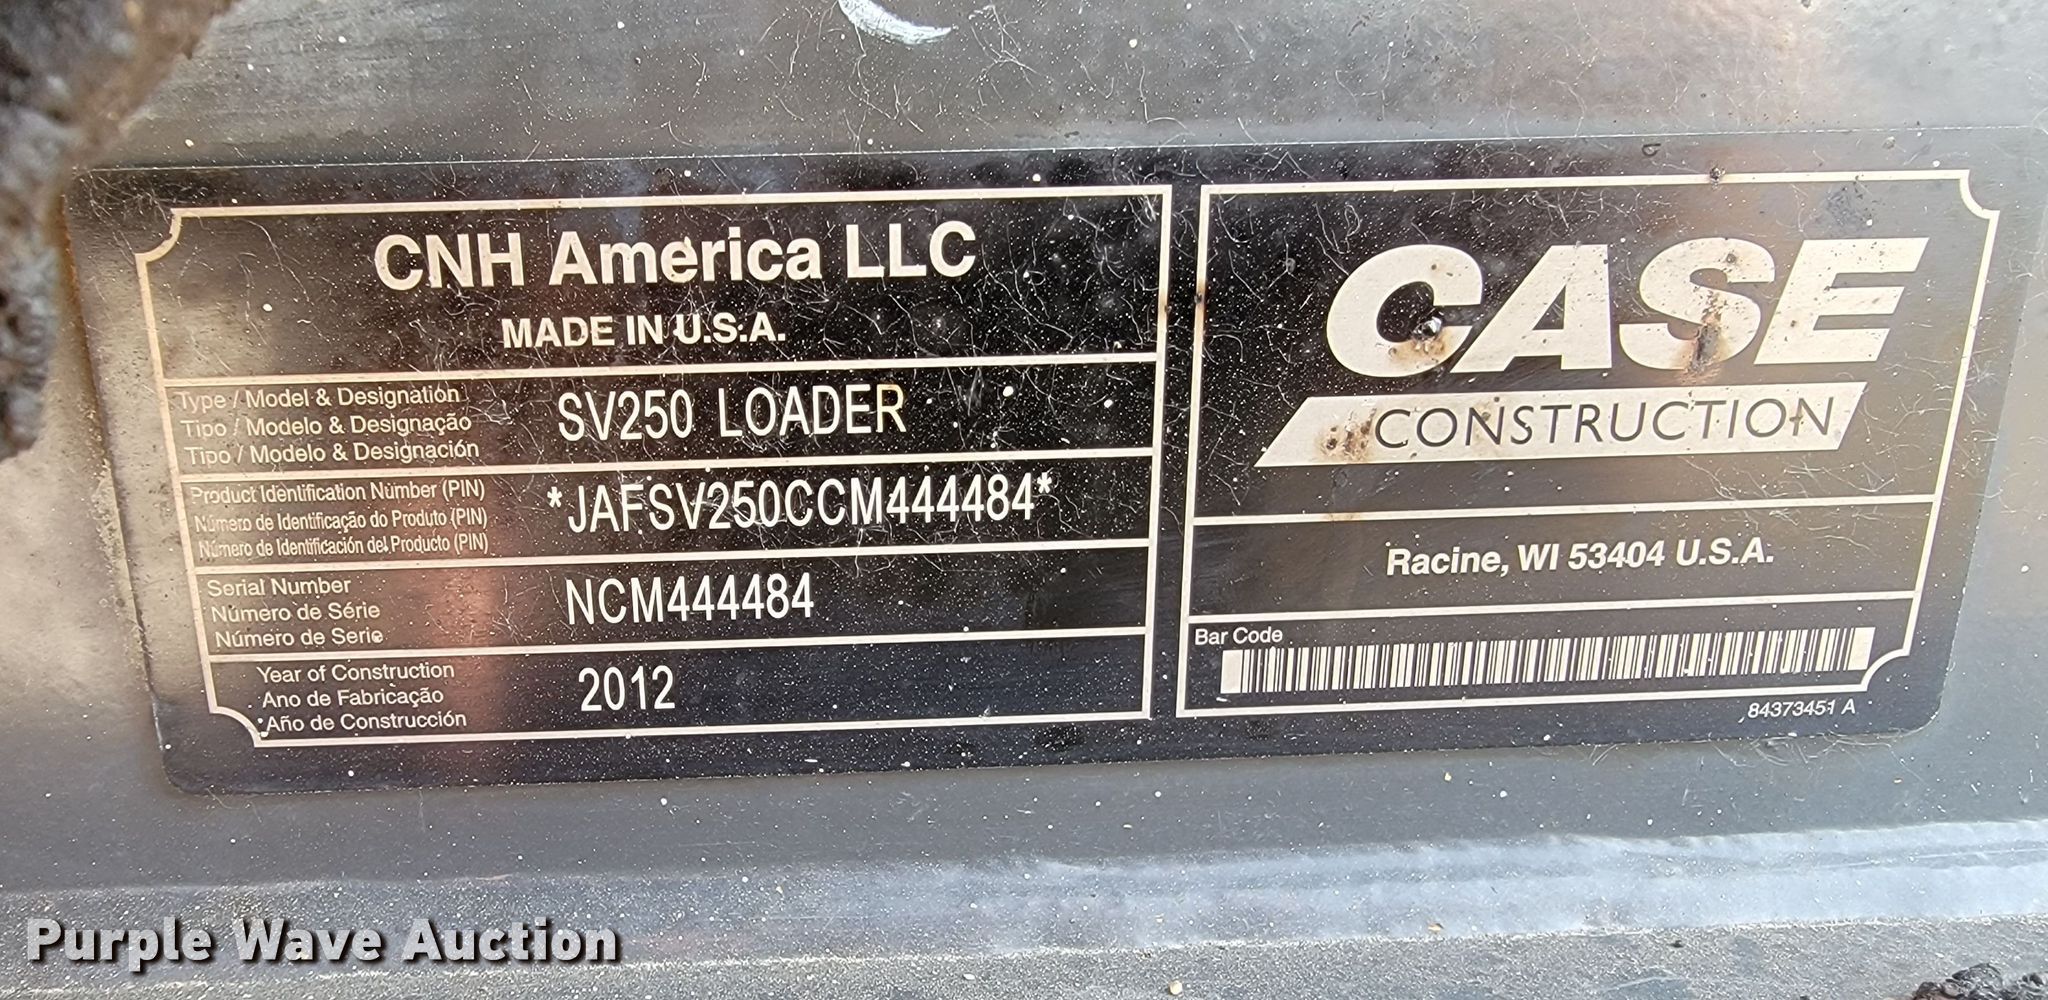 CNH America LLC
MADE IN U.S.A.
Type / Model & Designation
Tipo / Modelo & Designação
Tipo / Modelo & Designación
SV250 LOADER
Product Identification Number (PIN)
Número de Identificação do Produto (PIN)
Número de Identificación del Producto (PIN)
*JAFSV250CCM444484*
Serial Number
Número de Série
Número de Serie
NCM444484
Year of Construction
Ano de Fabricação
Año de Construcción
2012
CASE
CONSTRUCTION
Racine, WI 53404 U.S.A.
Bar Code
84373451 A
Purple Wave Auction